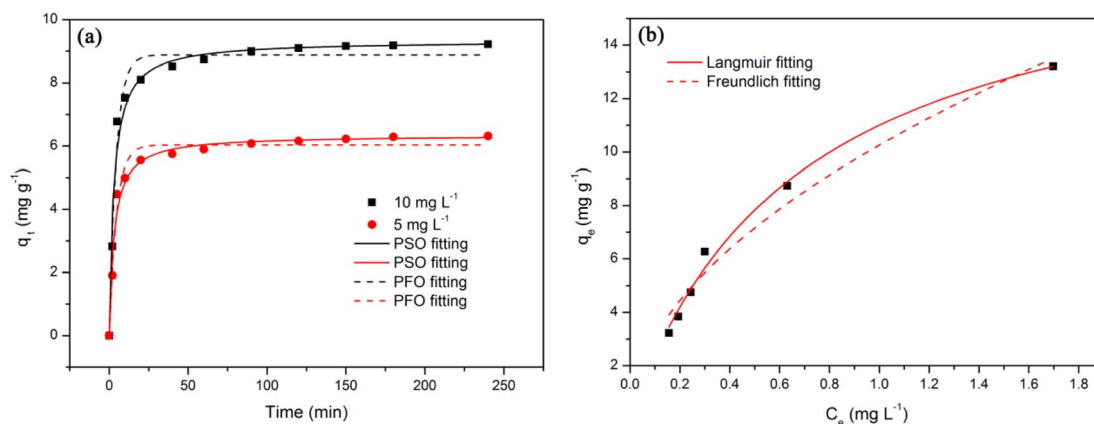 (a)
10
8
6
4
2
0
q t (mg g⁻¹)
10 mg L⁻¹
5 mg L⁻¹
PSO fitting
PSO fitting
PFO fitting
PFO fitting
0 50 100 150 200 250
Time (min)
(b)
14
12
10
8
6
4
2
q e (mg g⁻¹)
Langmuir fitting
Freundlich fitting
0.0 0.2 0.4 0.6 0.8 1.0 1.2 1.4 1.6 1.8
C e (mg L⁻¹)